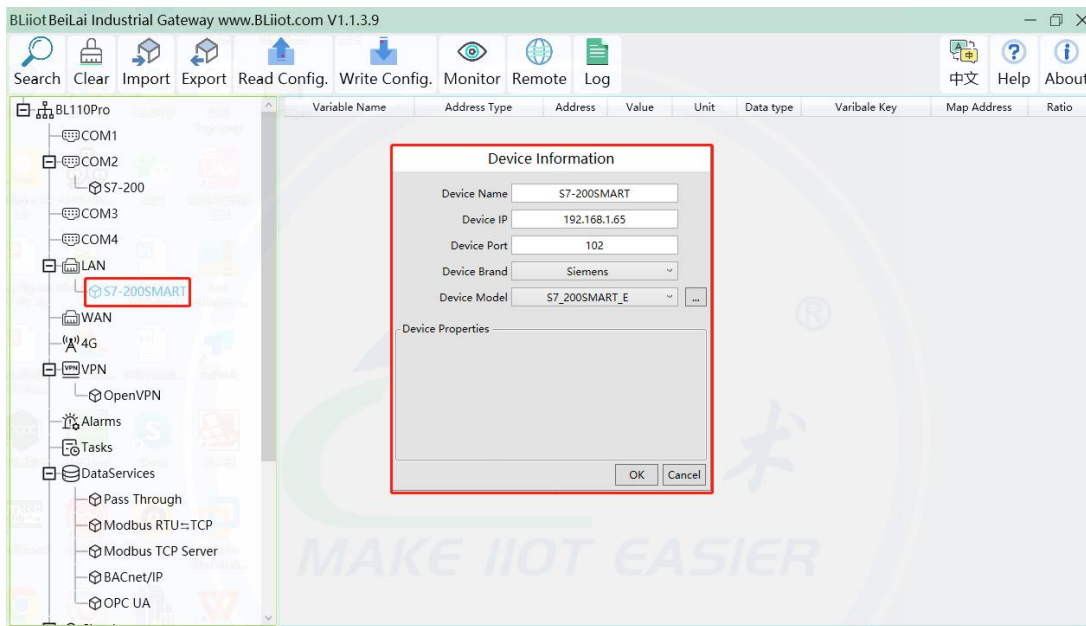 BLiiot BeiLai Industrial Gateway www.BLiiot.com V1.1.3.9
Search Clear Import Export Read Config. Write Config. Monitor Remote Log 中文 Help About
Variable Name Address Type Address Value Unit Data type Varibale Key Map Address Ratio
BL110Pro
COM1
COM2
S7-200
COM3
COM4
LAN
S7-200SMART
WAN
4G
VPN VPN
OpenVPN
Alarms
Tasks
DataServices
Pass Through
Modbus RTU⇆TCP
Modbus TCP Server
BACnet/IP
OPC UA
Device Information
Device Name S7-200SMART
Device IP 192.168.1.65
Device Port 102
Device Brand Siemens
Device Model S7_200SMART_E ...
Device Properties
OK Cancel
®
术
MAKE IIOT EASIER